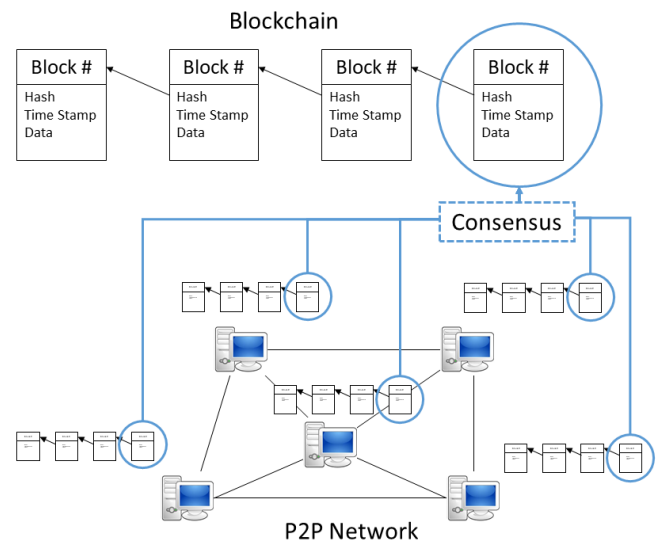 Blockchain
Block #
Hash
Time Stamp
Data
Block #
Hash
Time Stamp
Data
Block #
Hash
Time Stamp
Data
Block #
Hash
Time Stamp
Data
Consensus
P2P Network